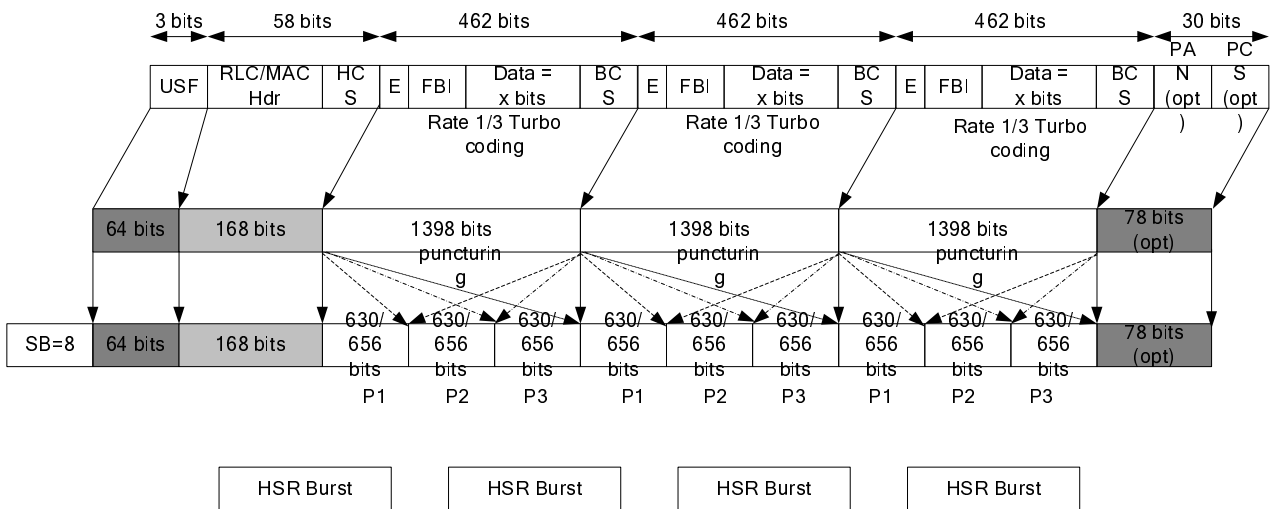 3 bits 58 bits 462 bits 462 bits 462 bits 30 bits
USF RLC/MAC Hdr HC S E FBI Data = x bits BC S E FBI Data = x bits BC S E FBI Data = x bits BC S PA N (opt ) PC S (opt )
Rate 1/3 Turbo coding Rate 1/3 Turbo coding Rate 1/3 Turbo coding
64 bits 168 bits 1398 bits 1398 bits 1398 bits 78 bits (opt)
puncturin g puncturin g puncturin g
SB=8 64 bits 168 bits 630/ 656 bits 630/ 656 bits 630/ 656 bits 630/ 656 bits 630/ 656 bits 630/ 656 bits 630/ 656 bits 630/ 656 bits 630/ 656 bits 78 bits (opt)
P1 P2 P3 P1 P2 P3 P1 P2 P3
HSR Burst HSR Burst HSR Burst HSR Burst